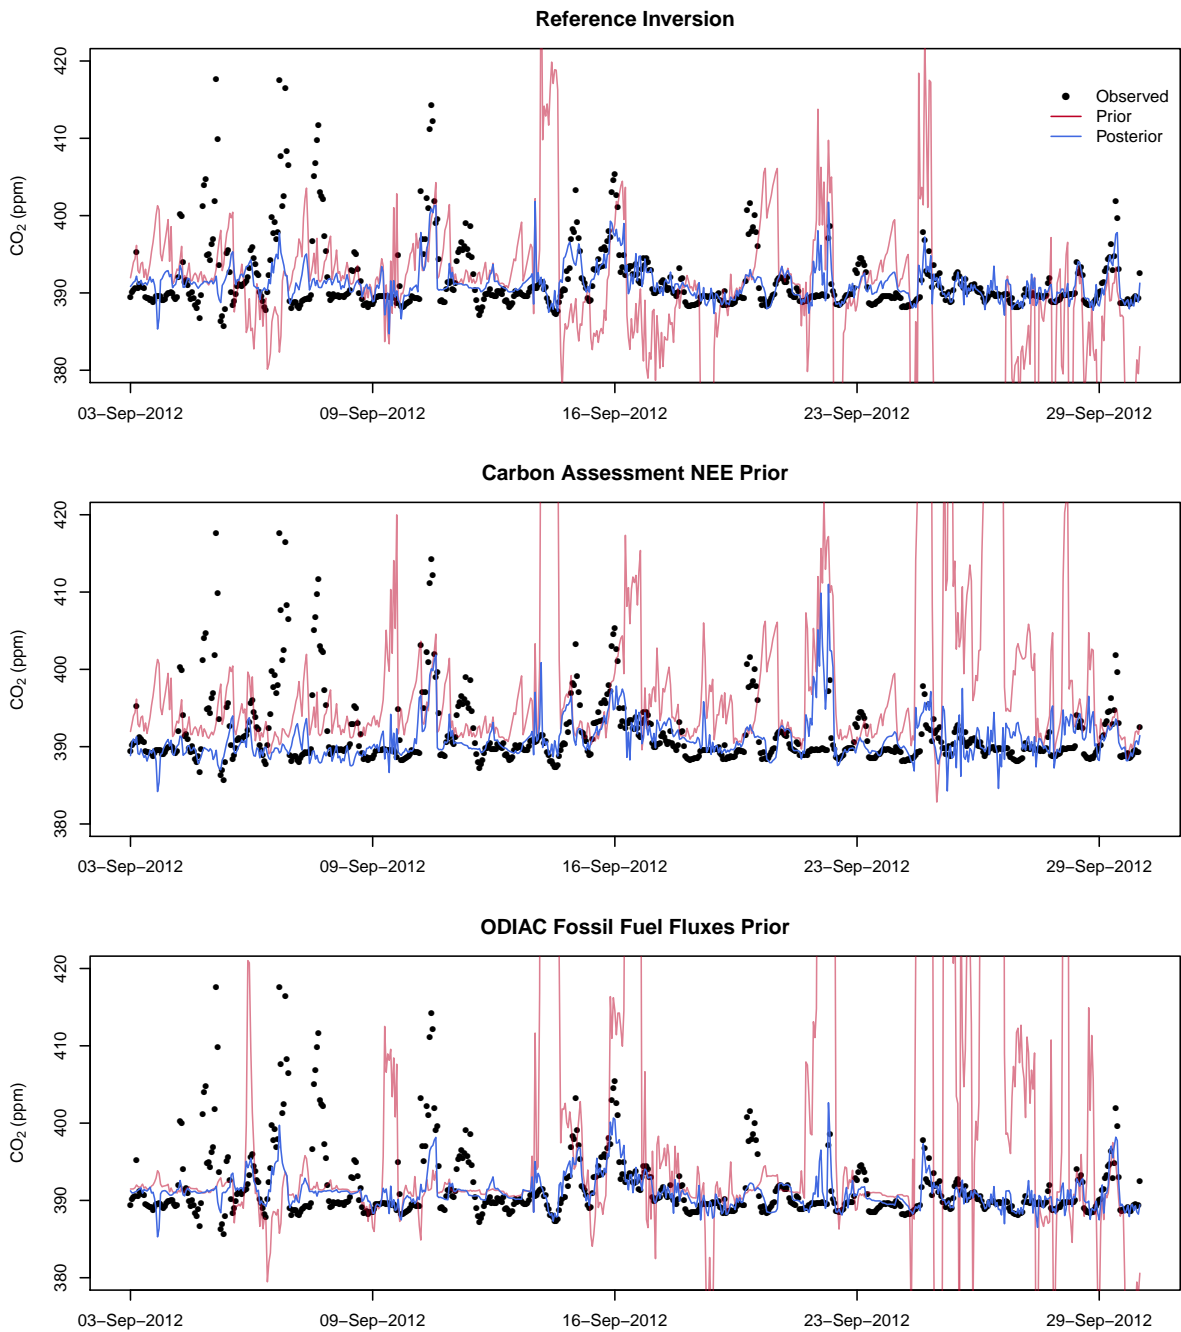 Reference Inversion
420
410
400
390
380
CO2 (ppm)
Observed
Prior
Posterior
03−Sep−2012 09−Sep−2012 16−Sep−2012 23−Sep−2012 29−Sep−2012
Carbon Assessment NEE Prior
420
410
400
390
380
CO2 (ppm)
03−Sep−2012 09−Sep−2012 16−Sep−2012 23−Sep−2012 29−Sep−2012
ODIAC Fossil Fuel Fluxes Prior
420
410
400
390
380
CO2 (ppm)
03−Sep−2012 09−Sep−2012 16−Sep−2012 23−Sep−2012 29−Sep−2012